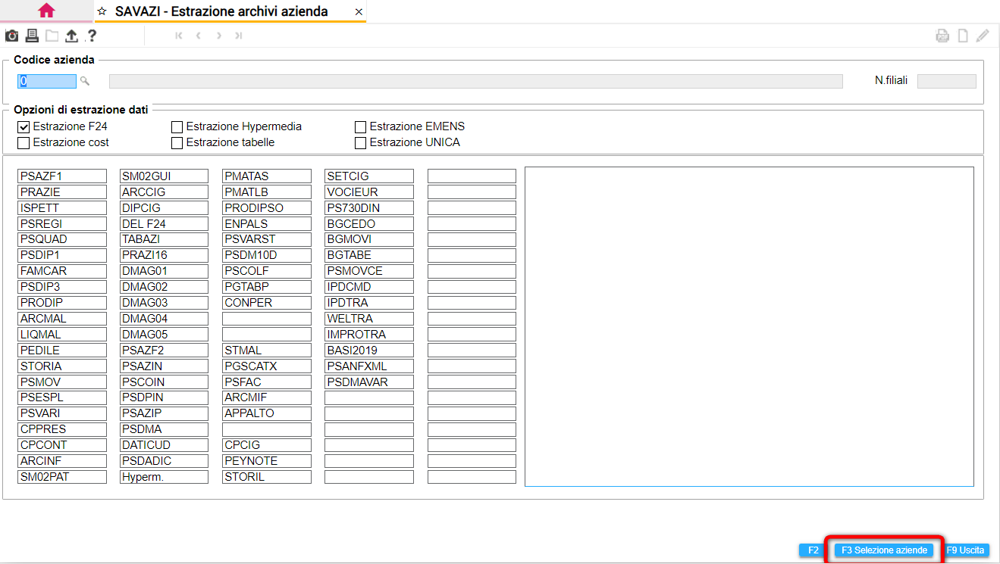 SAVAZI - Estrazione archivi azienda
?
Codice azienda
0
N.filiali
Opzioni di estrazione dati
Estrazione F24 Estrazione Hypermedia Estrazione EMENS
Estrazione cost Estrazione tabelle Estrazione UNICA
PSAZF1 SM02GUI PMATAS SETCIG
PRAZIE ARCCIG PMATLB VOCIEUR
ISPETT DIPCIG PRODIPSO PS730DIN
PSREGI DEL F24 ENPALS BGCEDO
PSQUAD TABAZI PSVARST BGMOVI
PSDIP1 PRAZI16 PSDM10D BGTABE
FAMCAR DMAG01 PSCOLF PSMOVCE
PSDIP3 DMAG02 PGTABP IPDCMD
PRODIP DMAG03 CONPER IPDTRA
ARCMAL DMAG04 WELTRA
LIQMAL DMAG05 IMPROTRA
PEDILE PSAZF2 STMAL BASI2019
STORIA PSAZIN PGSCATX PSANFXML
PSMOV PSCOIN PSFAC PSDMAVAR
PSESPL PSDPIN ARCMIF
PSVARI PSAZIP APPALTO
CPPRES PSDMA
CPCONT DATICUD CPCIG
ARCINF PSDADIC PEYNOTE
SM02PAT Hyperm. STORIL
F2 F3 Selezione aziende F9 Uscita